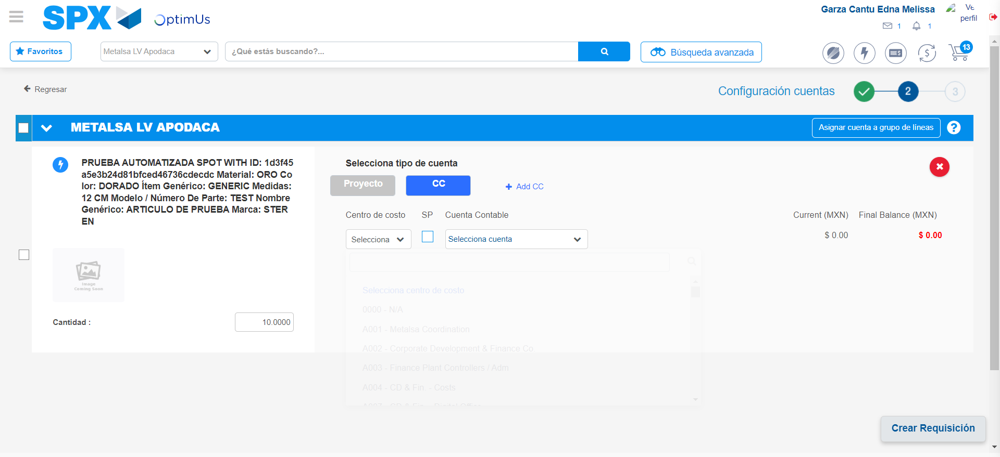 SPX
OptimUs
Garza Cantu Edna Melissa
perfil
1
1
Favoritos
Metalsa LV Apodaca
¿Qué estás buscando?...
Búsqueda avanzada
13
Regresar
Configuración cuentas
2
3
METALSA LV APODACA
Asignar cuenta a grupo de líneas
PRUEBA AUTOMATIZADA SPOT WITH ID: 1d3f45
a5e3b24d81bfced46736cdecdc Material: ORO Co
lor: DORADO Ítem Genérico: GENERIC Medidas:
12 CM Modelo / Número De Parte: TEST Nombre
Genérico: ARTICULO DE PRUEBA Marca: STER
EN
Image
Coming Soon
Cantidad :
10.0000
Selecciona tipo de cuenta
Proyecto
CC
Add CC
Centro de costo
SP
Cuenta Contable
Current (MXN)
Final Balance (MXN)
Selecciona
Selecciona cuenta
$ 0.00
$ 0.00
Selecciona centro de costo
0000 - N/A
A001 - Metalsa Coordination
A002 - Corporate Development & Finance Co.
A003 - Finance Plant Controllers / Adm
A004 - CD & Fin. - Costs
Crear Requisición